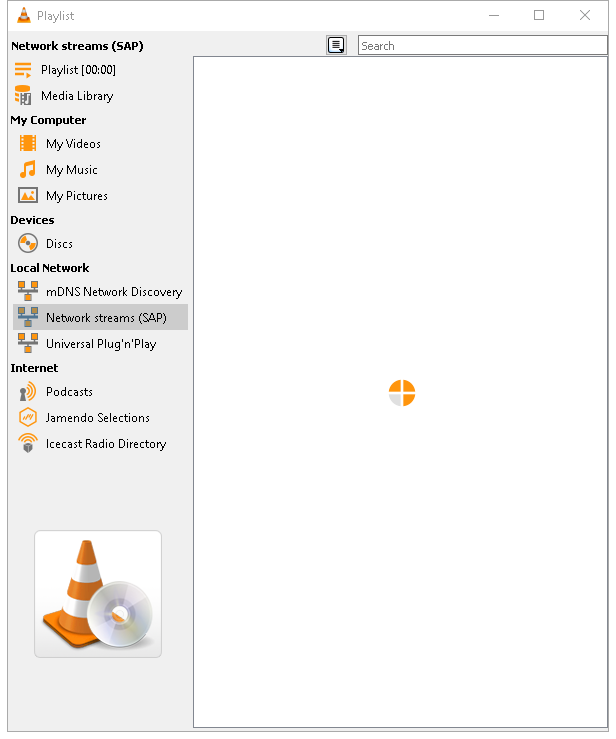 Playlist
Network streams (SAP)
Search
Playlist [00:00]
Media Library
My Computer
My Videos
My Music
My Pictures
Devices
Discs
Local Network
mDNS Network Discovery
Network streams (SAP)
Universal Plug'n'Play
Internet
Podcasts
Jamendo Selections
Icecast Radio Directory